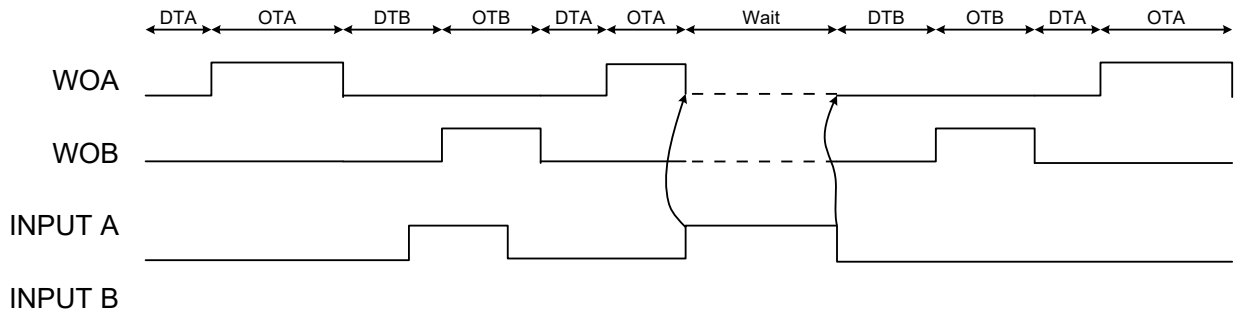 DTA OTA DTB OTB DTA OTA Wait DTB OTB DTA OTA
WOA
WOB
INPUT A
INPUT B